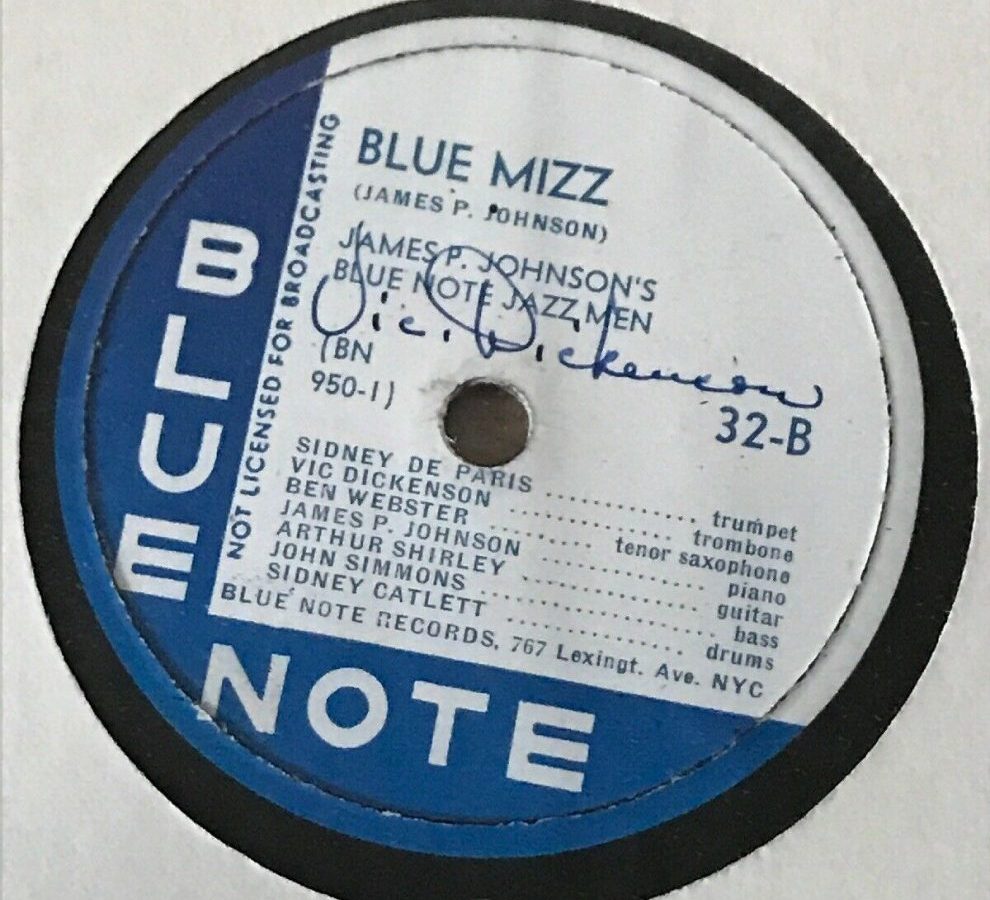 BLUE MIZZ
(JAMES P. JOHNSON)
JAMES P. JOHNSON'S
BLUE NOTE JAZZ MEN
Vic. Dickenson
(BN
950-1)
32-B
SIDNEY DE PARIS .................. trumpet
VIC DICKENSON .................. trombone
BEN WEBSTER .......... tenor saxophone
JAMES P. JOHNSON .................. piano
ARTHUR SHIRLEY .................. guitar
JOHN SIMMONS .................. bass
SIDNEY CATLETT .................. drums
BLUE NOTE RECORDS, 767 Lexingt. Ave. NYC
NOT LICENSED FOR BROADCASTING
BLUE
NOTE